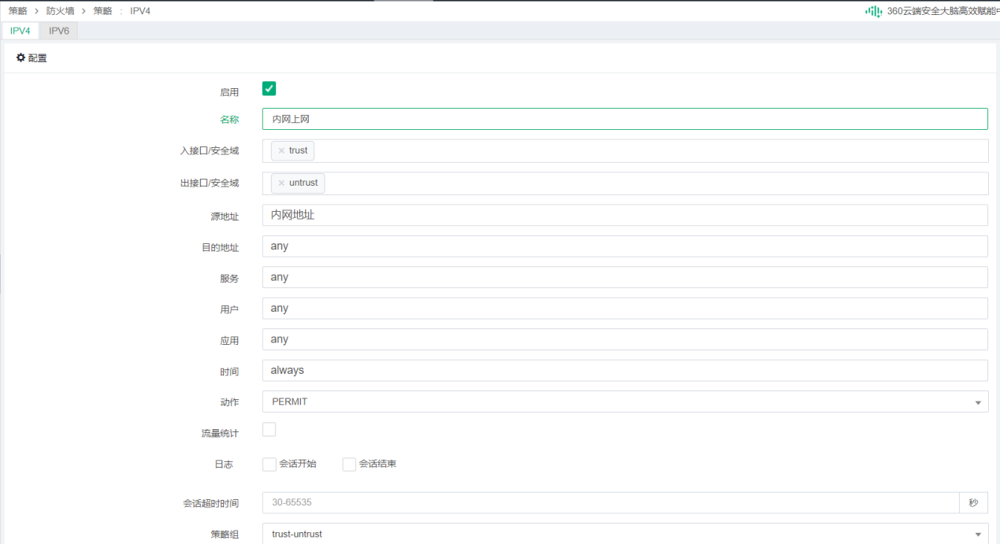 策略 > 防火墙 > 策略 : IPV4
360云端安全大脑高效赋能中
IPV4 IPV6
配置
启用
名称 内网上网
入接口/安全域 × trust
出接口/安全域 × untrust
源地址 内网地址
目的地址 any
服务 any
用户 any
应用 any
时间 always
动作 PERMIT
流量统计
日志 会话开始 会话结束
会话超时时间 30-65535 秒
策略组 trust-untrust